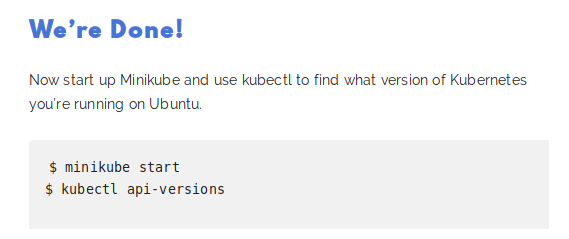 We're Done!
Now start up Minikube and use kubectl to find what version of Kubernetes
you're running on Ubuntu.
$ minikube start
$ kubectl api-versions